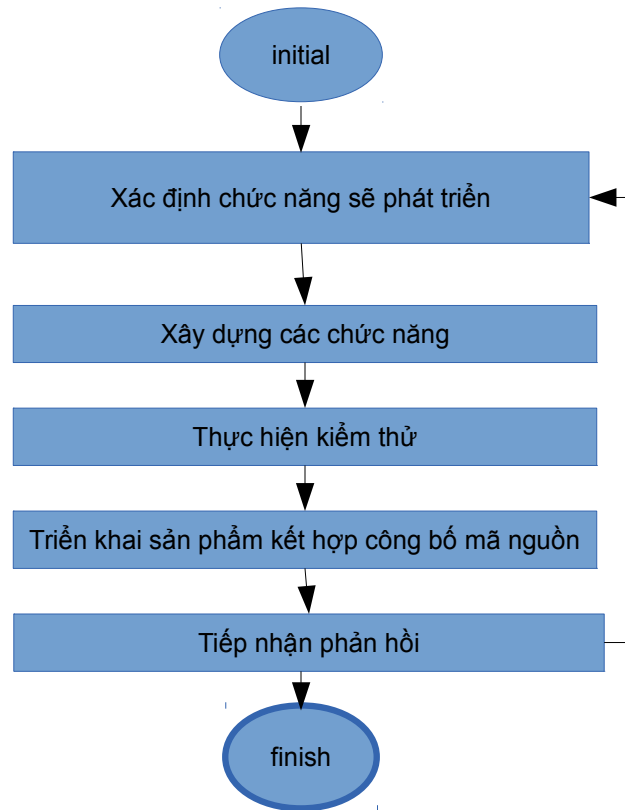 initial
Xác định chức năng sẽ phát triển
Xây dựng các chức năng
Thực hiện kiểm thử
Triển khai sản phẩm kết hợp công bố mã nguồn
Tiếp nhận phản hồi
finish